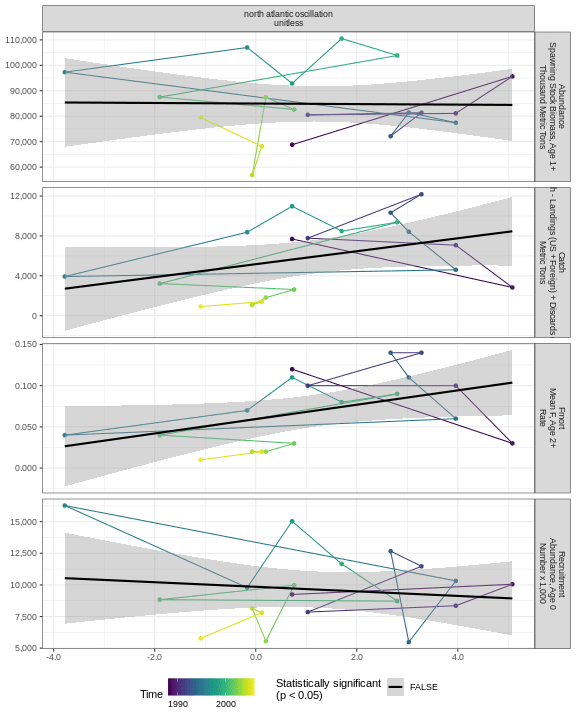 north atlantic oscillation
unitless
110,000
100,000
90,000
80,000
70,000
60,000
Abundance
Spawning Stock Biomass, Age 1+
Thousand Metric Tons
12,000
8,000
4,000
0
Catch
h - Landings (US +Foreign) + Discards
Metric Tons
0.150
0.100
0.050
0.000
Fmort
Mean F, Age 2+
Rate
15,000
12,500
10,000
7,500
5,000
Recruitment
Abundance, Age 0
Number x 1,000
-4.0
-2.0
0.0
2.0
4.0
Time
1990
2000
Statistically significant
(p < 0.05)
FALSE